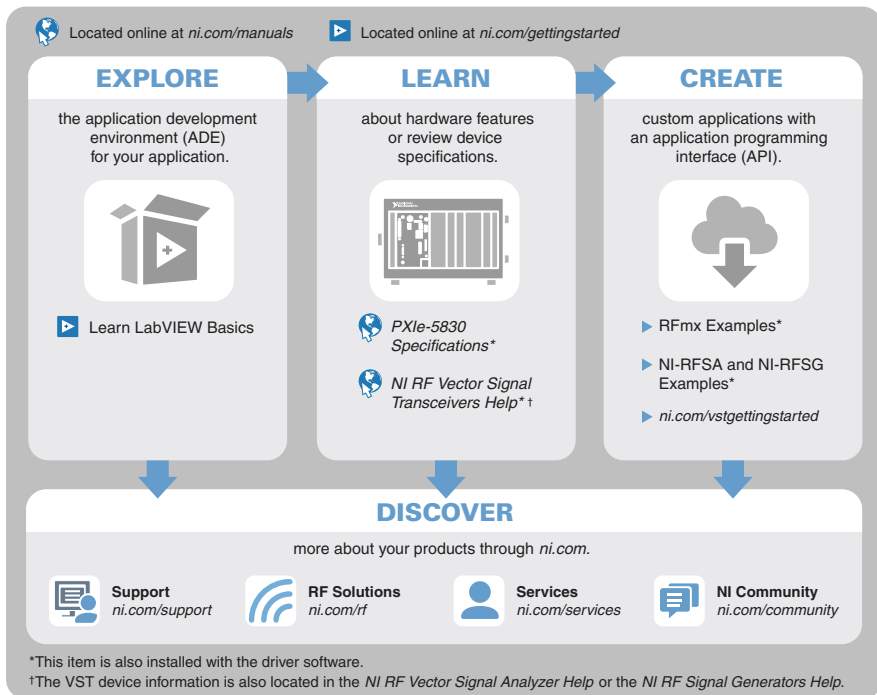 Located online at ni.com/manuals
Located online at ni.com/gettingstarted
EXPLORE
the application development
environment (ADE)
for your application.
Learn LabVIEW Basics
LEARN
about hardware features
or review device
specifications.
PXIe-5830
Specifications*
NI RF Vector Signal
Transceivers Help* †
CREATE
custom applications with
an application programming
interface (API).
RFmx Examples*
NI-RFSA and NI-RFSG
Examples*
ni.com/vstgettingstarted
DISCOVER
more about your products through ni.com.
Support
ni.com/support
RF Solutions
ni.com/rf
Services
ni.com/services
NI Community
ni.com/community
*This item is also installed with the driver software.
†The VST device information is also located in the NI RF Vector Signal Analyzer Help or the NI RF Signal Generators Help.